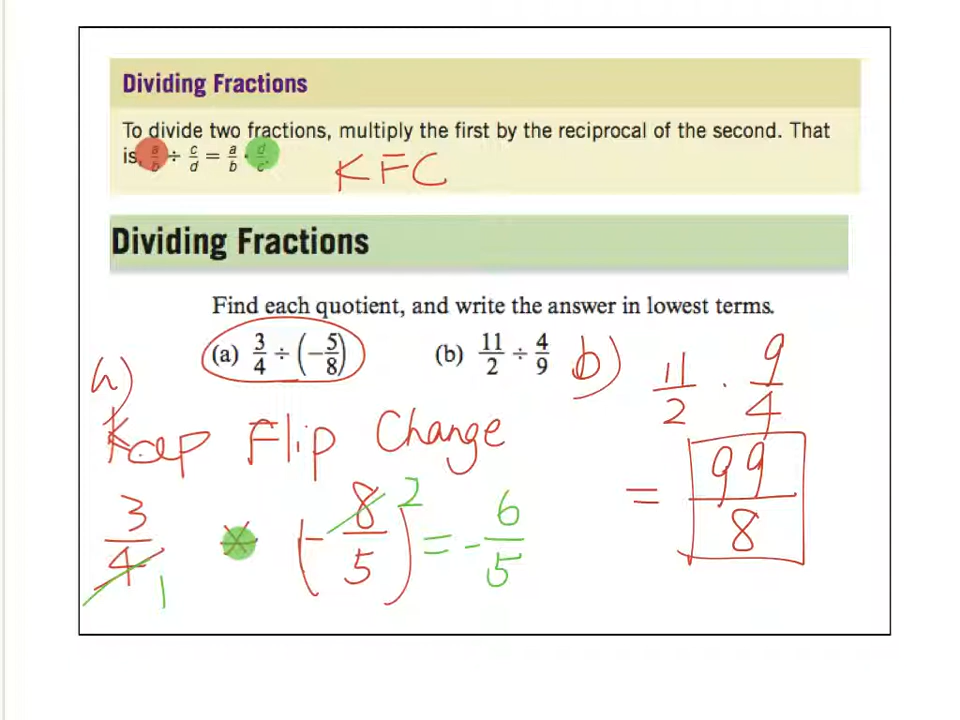 Dividing Fractions
To divide two fractions, multiply the first by the reciprocal of the second. That
is, a/b ÷ c/d = a/b · d/c.
KFC
Dividing Fractions
Find each quotient, and write the answer in lowest terms.
(a) 3/4 ÷ (−5/8) (b) 11/2 ÷ 4/9
a)
Keep Flip Change
3/4 × (−8/5) = −6/5
1 2
b) 11/2 · 9/4
= 99/8